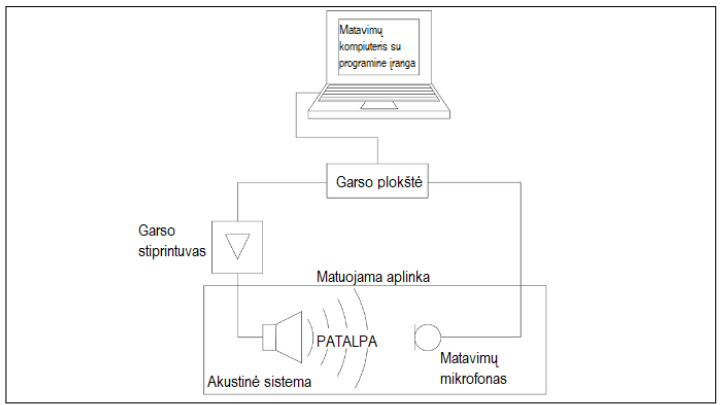 Matavimų
kompiuteris su
programine įranga
Garso plokštė
Garso
stiprintuvas
Matuojama aplinka
PATALPA
Matavimų
mikrofonas
Akustinė sistema